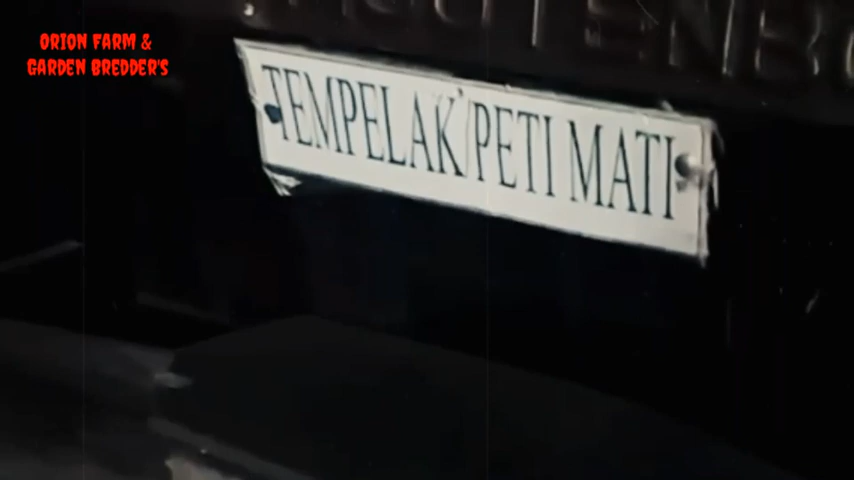 ORION FARM &
GARDEN BREDDER'S
TEMPELAK PETI MATI